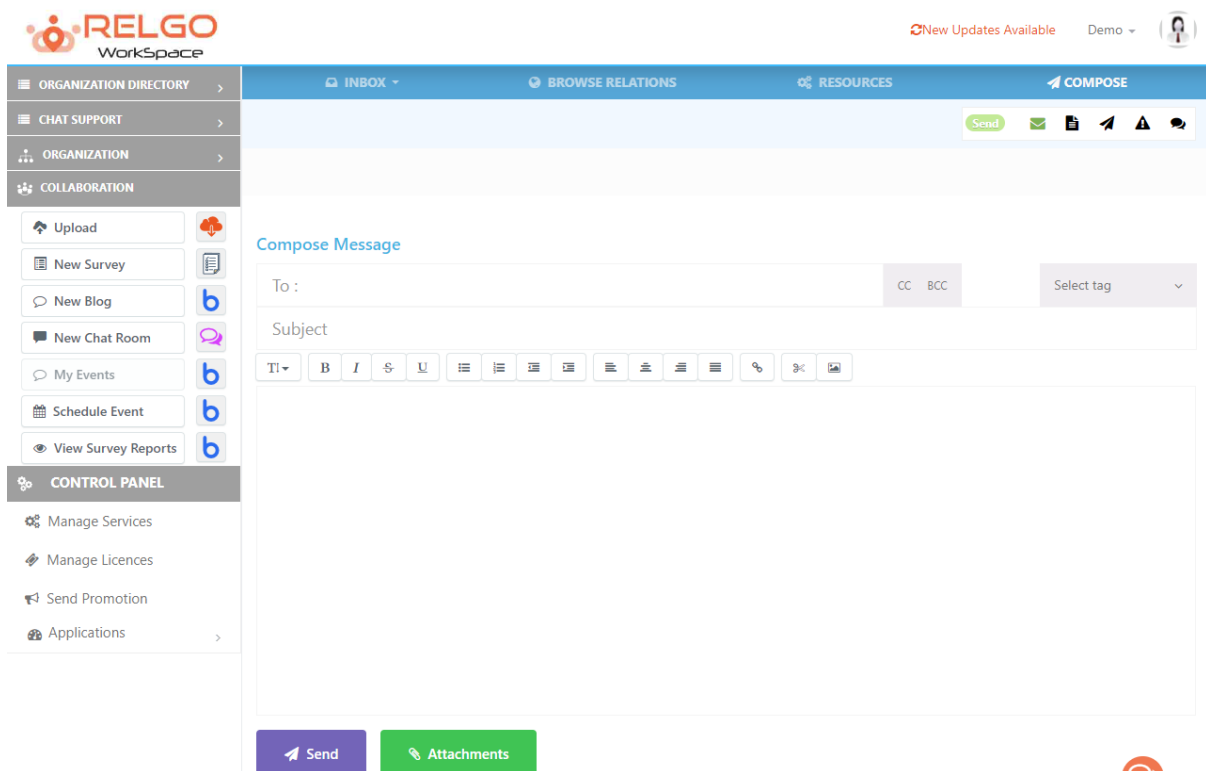 RELGO
WorkSpace
New Updates Available
Demo
ORGANIZATION DIRECTORY
CHAT SUPPORT
ORGANIZATION
COLLABORATION
Upload
New Survey
New Blog
b
New Chat Room
My Events
b
Schedule Event
b
View Survey Reports
b
CONTROL PANEL
Manage Services
Manage Licences
Send Promotion
Applications
INBOX
BROWSE RELATIONS
RESOURCES
COMPOSE
Send
Compose Message
To :
CC BCC
Select tag
Subject
TI
B I S U
Send
Attachments